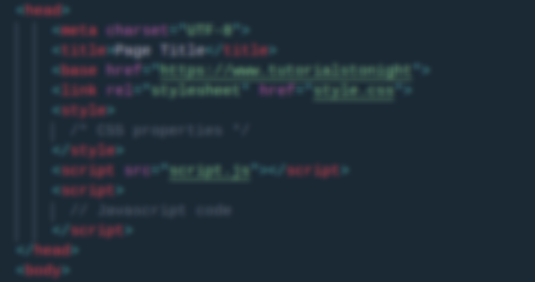 <head>
<meta charset="UTF-8">
<title>Page Title</title>
<base href="https://www.tutorialstonight">
<link rel="stylesheet" href="style.css">
<style>
/* CSS properties */
</style>
<script src="script.js"></script>
<script>
// Javascript code
</script>
</head>
<body>